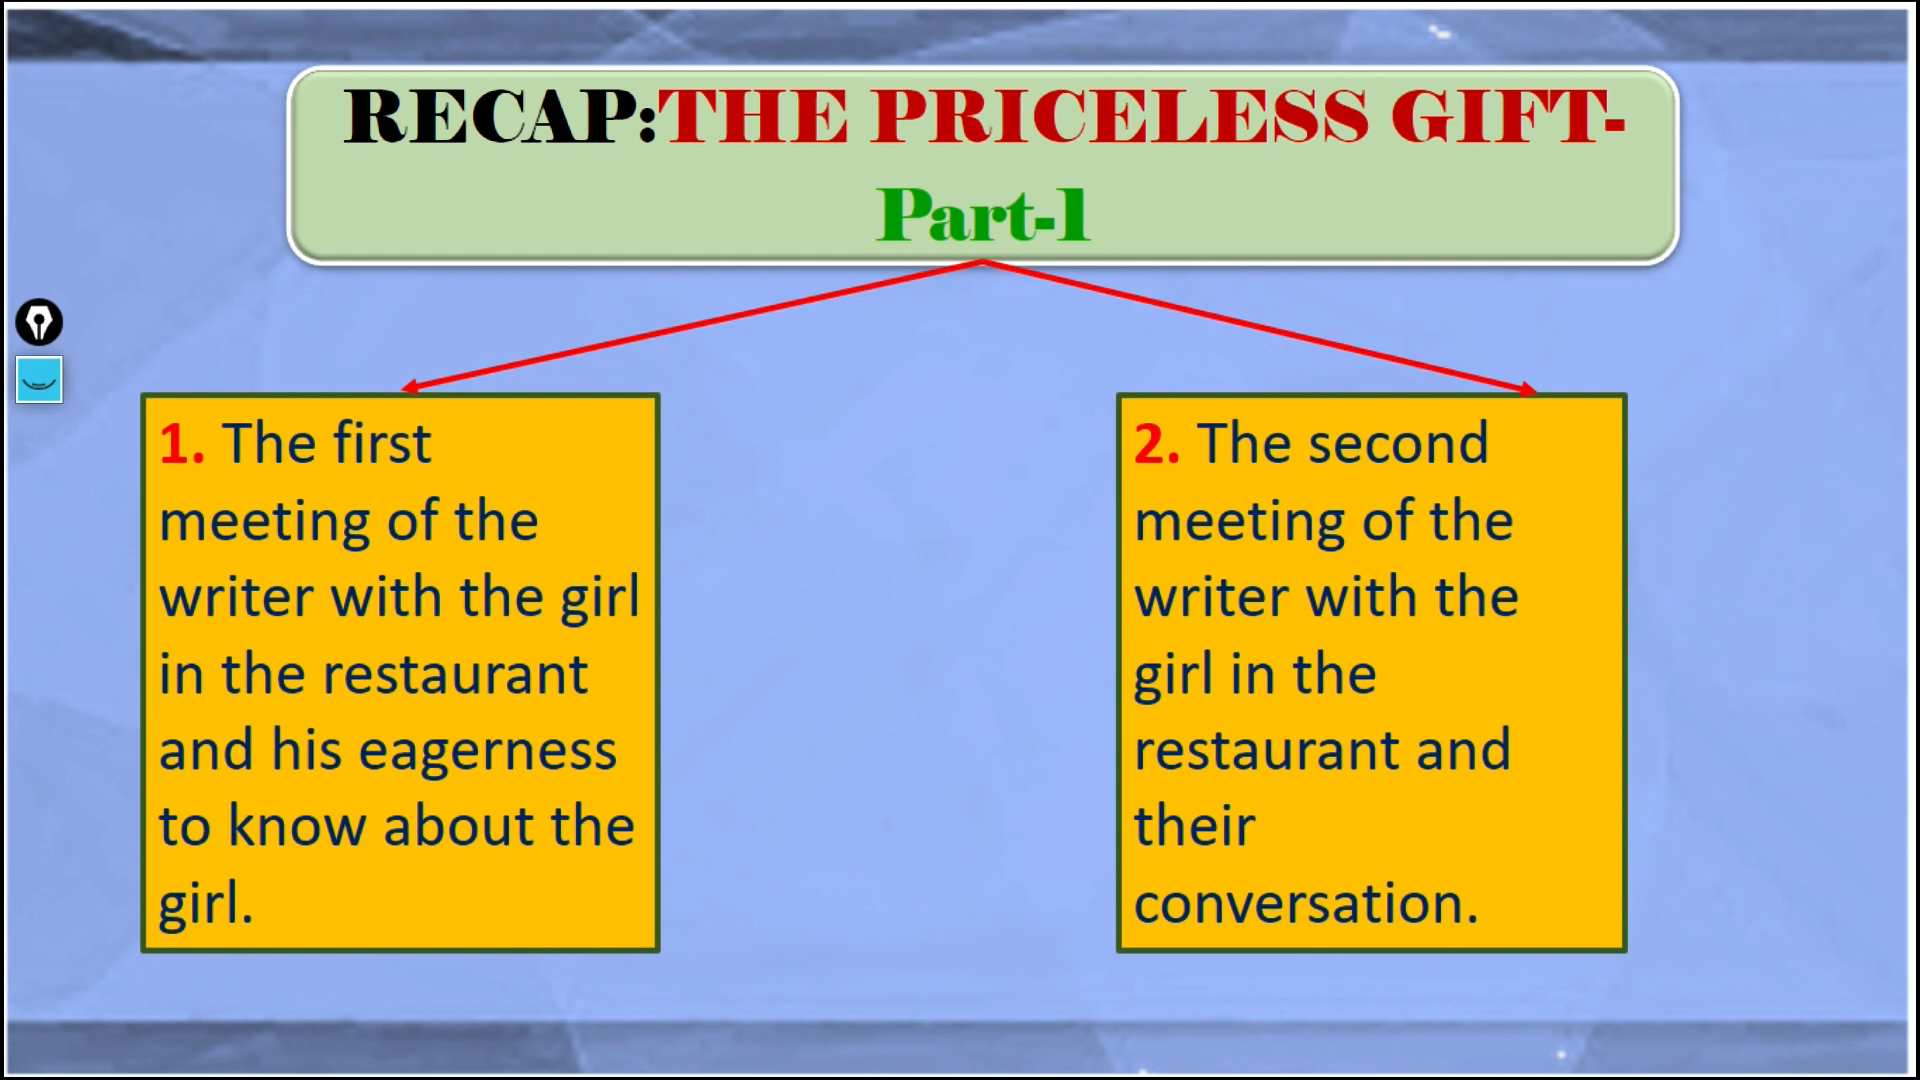 RECAP:THE PRICELESS GIFT-
Part-1
1. The first
meeting of the
writer with the girl
in the restaurant
and his eagerness
to know about the
girl.
2. The second
meeting of the
writer with the
girl in the
restaurant and
their
conversation.